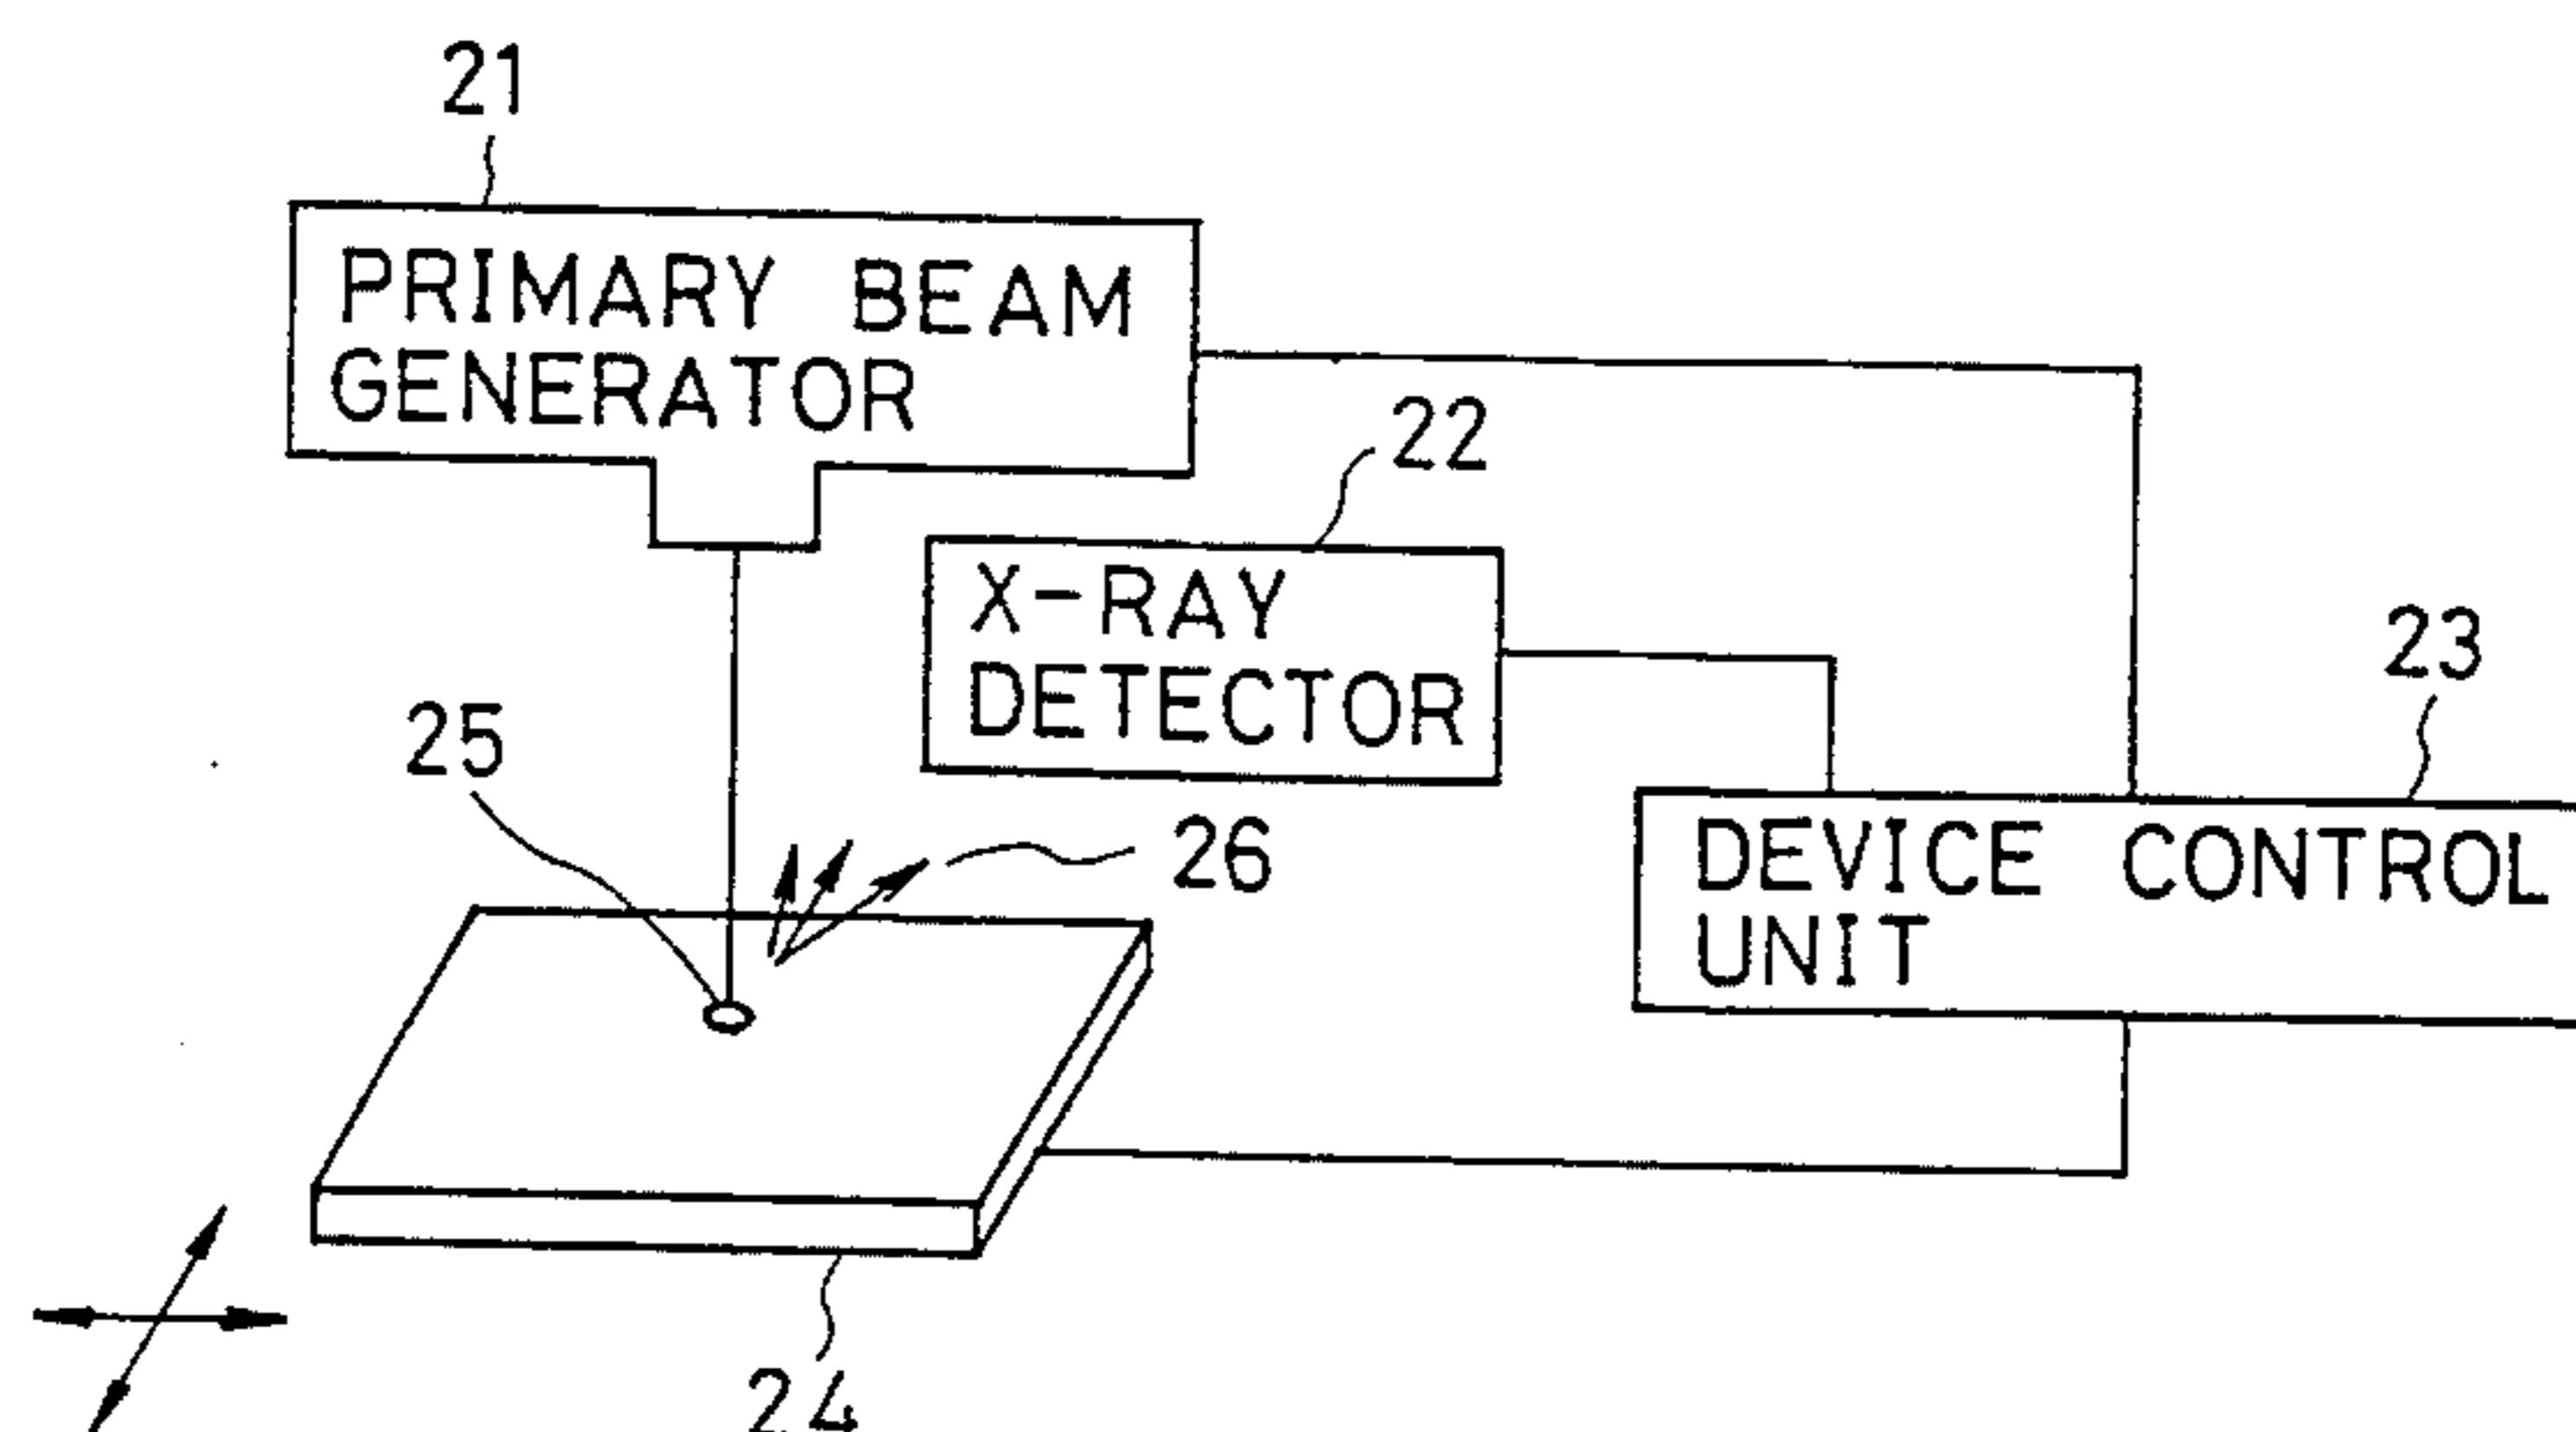 21
PRIMARY BEAM
GENERATOR
22
X-RAY
DETECTOR
23
25
26
DEVICE CONTROL
UNIT
24